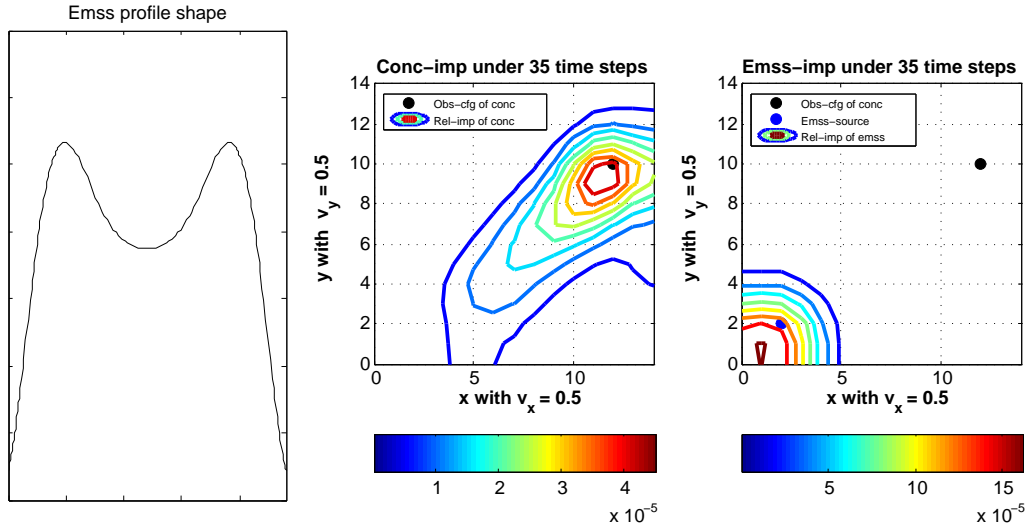 Emss profile shape
Conc-imp under 35 time steps
14
12
10
8
6
4
2
0
y with v_y = 0.5
Obs-cfg of conc
Rel-imp of conc
0 5 10
x with v_x = 0.5
1 2 3 4
x 10^-5
Emss-imp under 35 time steps
14
12
10
8
6
4
2
0
y with v_y = 0.5
Obs-cfg of conc
Emss-source
Rel-imp of emss
0 5 10
x with v_x = 0.5
5 10 15
x 10^-5